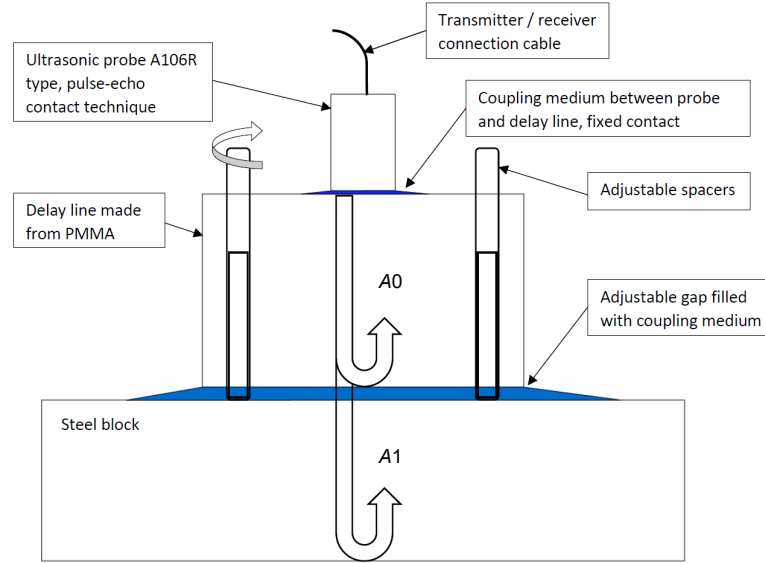 Transmitter / receiver
connection cable
Ultrasonic probe A106R
type, pulse-echo
contact technique
Coupling medium between probe
and delay line, fixed contact
Adjustable spacers
Delay line made
from PMMA
A0
Adjustable gap filled
with coupling medium
Steel block
A1